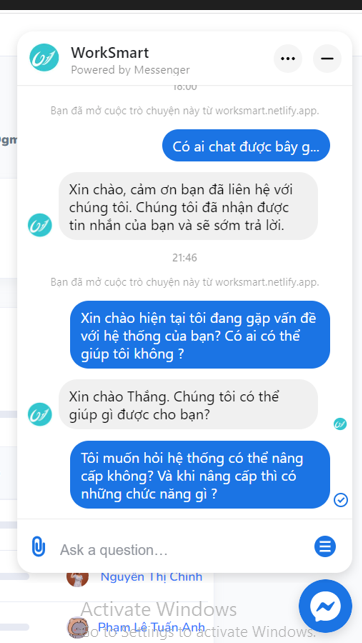 WorkSmart
Powered by Messenger
18:00
Bạn đã mở cuộc trò chuyện này từ worksmart.netlify.app.
Có ai chat được bây g...
Xin chào, cảm ơn bạn đã liên hệ với
chúng tôi. Chúng tôi đã nhận được
tin nhắn của bạn và sẽ sớm trả lời.
21:46
Bạn đã mở cuộc trò chuyện này từ worksmart.netlify.app.
Xin chào hiện tại tôi đang gặp vấn đề
với hệ thống của bạn? Có ai có thể
giúp tôi không ?
Xin chào Thắng. Chúng tôi có thể
giúp gì được cho bạn?
Tôi muốn hỏi hệ thống có thể nâng
cấp không? Và khi nâng cấp thì có
những chức năng gì ?
Ask a question...
Nguyễn Thị Chinh
Phạm Lê Tuấn Anh
Activate Windows
Go to Settings to activate Windows.